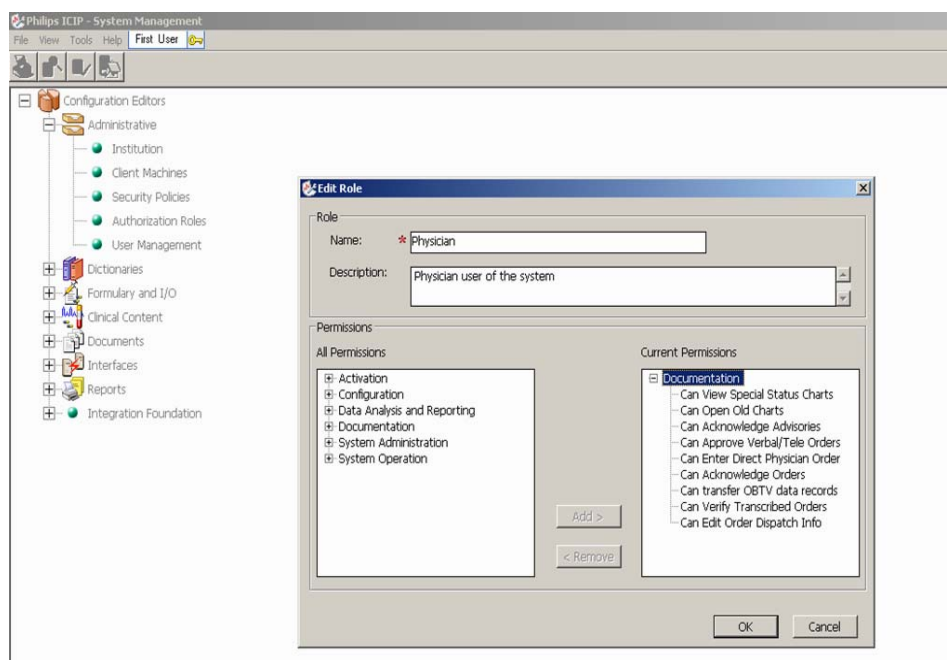 Philips ICIP - System Management
File View Tools Help First User
Configuration Editors
Administrative
Institution
Client Machines
Security Policies
Authorization Roles
User Management
Dictionaries
Formulary and I/O
Clinical Content
Documents
Interfaces
Reports
Integration Foundation
Edit Role
Role
Name: * Physician
Description: Physician user of the system
Permissions
All Permissions
Activation
Configuration
Data Analysis and Reporting
Documentation
System Administration
System Operation
Add >
< Remove
Current Permissions
Documentation
Can View Special Status Charts
Can Open Old Charts
Can Acknowledge Advisories
Can Approve Verbal/Tele Orders
Can Enter Direct Physician Order
Can Acknowledge Orders
Can transfer OBTV data records
Can Verify Transcribed Orders
Can Edit Order Dispatch Info
OK Cancel